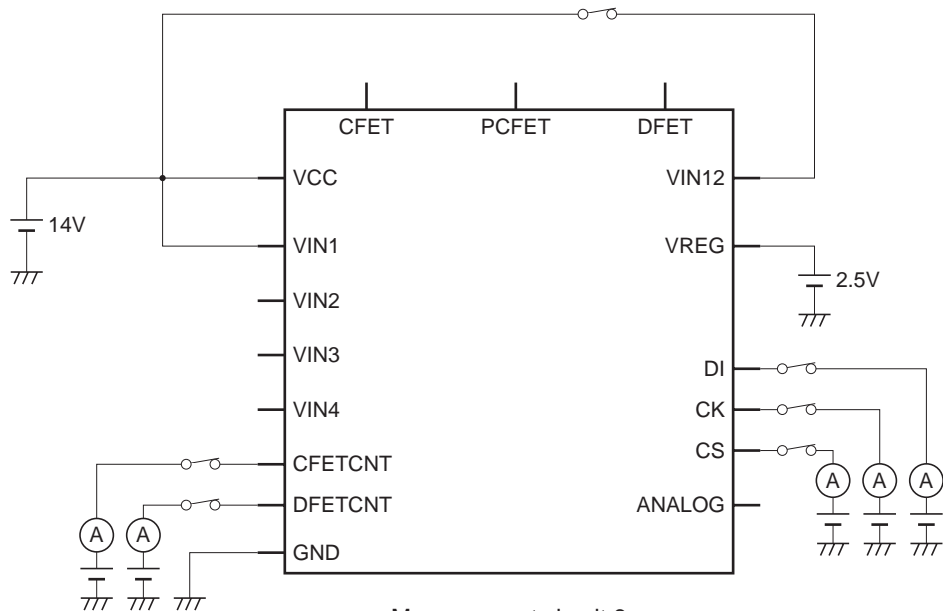 CFET PCFET DFET
VCC VIN12
14V
VIN1 VREG
2.5V
VIN2
VIN3
DI
VIN4 CK
CS
CFETCNT
A A A
DFETCNT ANALOG
A A
GND